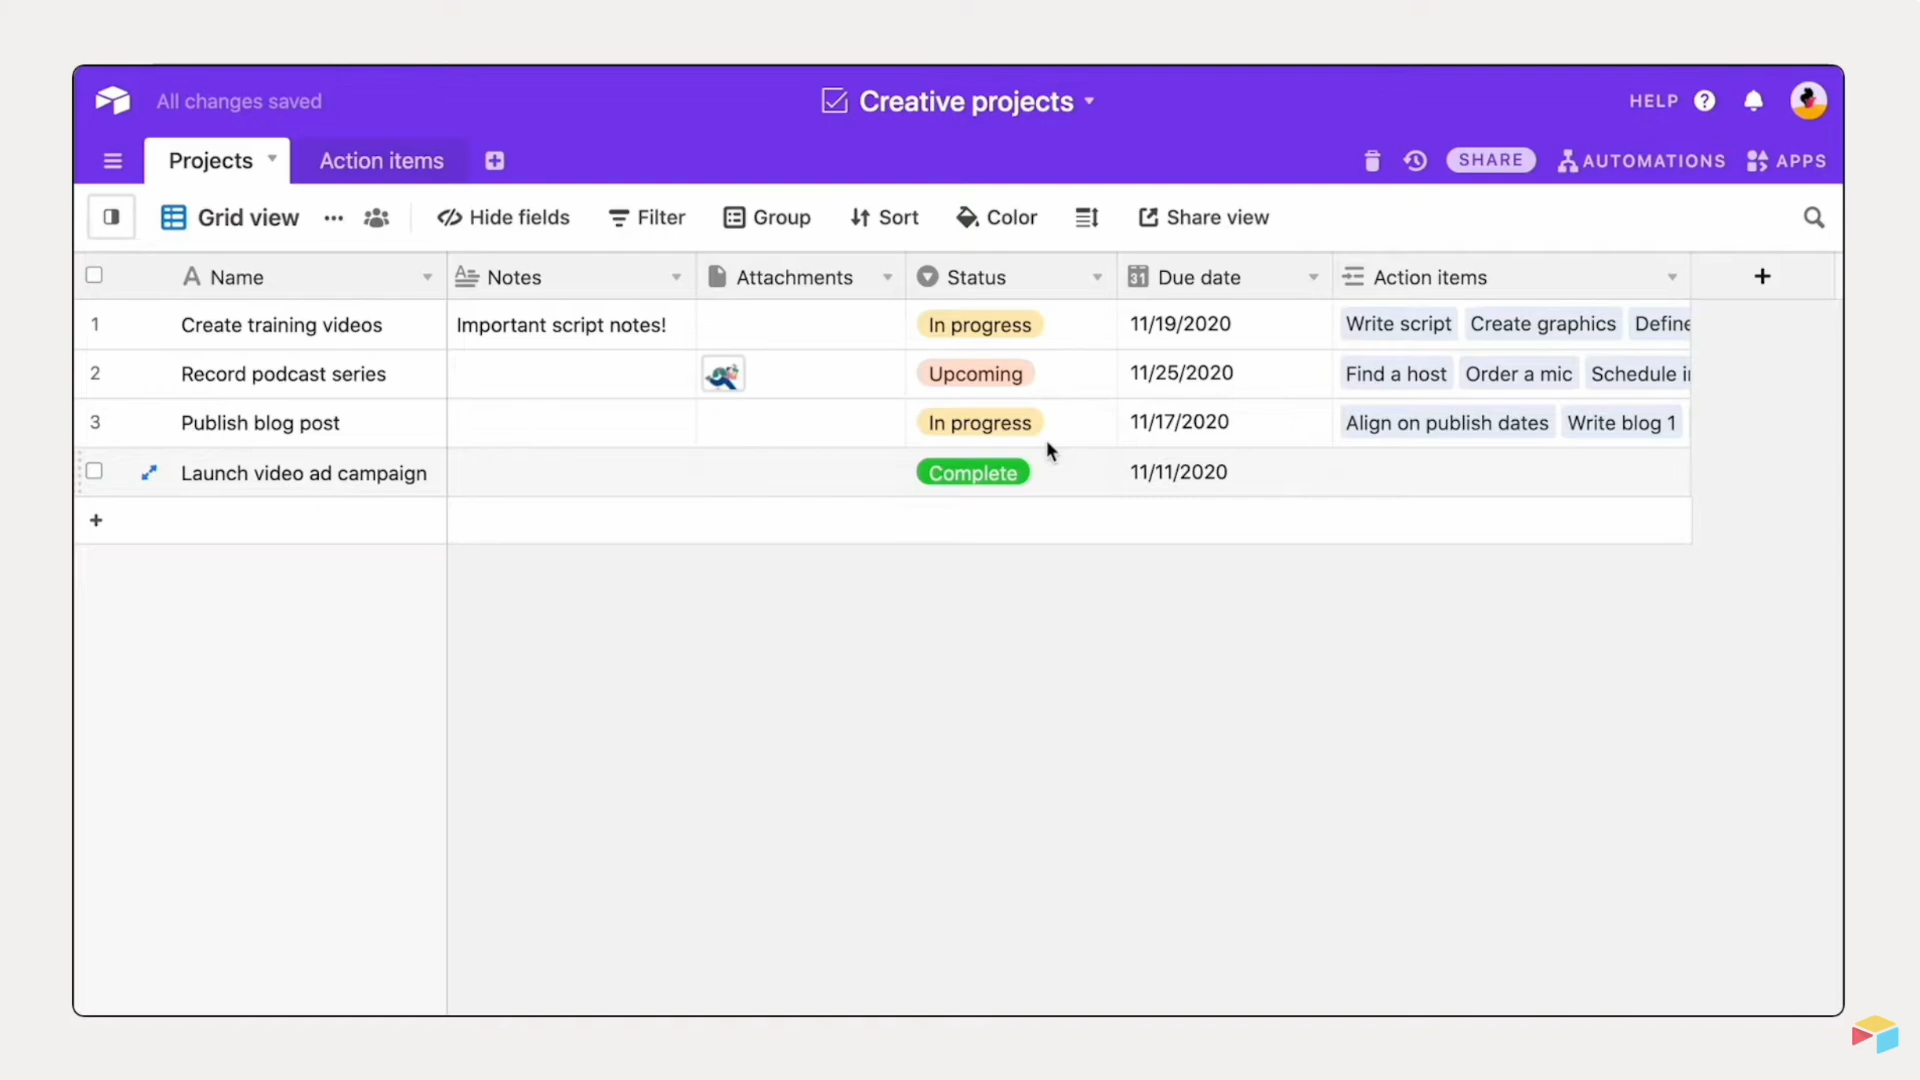 All changes saved
Creative projects
HELP ?
Projects
Action items
SHARE
AUTOMATIONS
APPS
Grid view
Hide fields
Filter
Group
Sort
Color
Share view
Name
Notes
Attachments
Status
31 Due date
Action items
1 Create training videos Important script notes! In progress 11/19/2020 Write script Create graphics Define
2 Record podcast series Upcoming 11/25/2020 Find a host Order a mic Schedule
3 Publish blog post In progress 11/17/2020 Align on publish dates Write blog 1
Launch video ad campaign Complete 11/11/2020